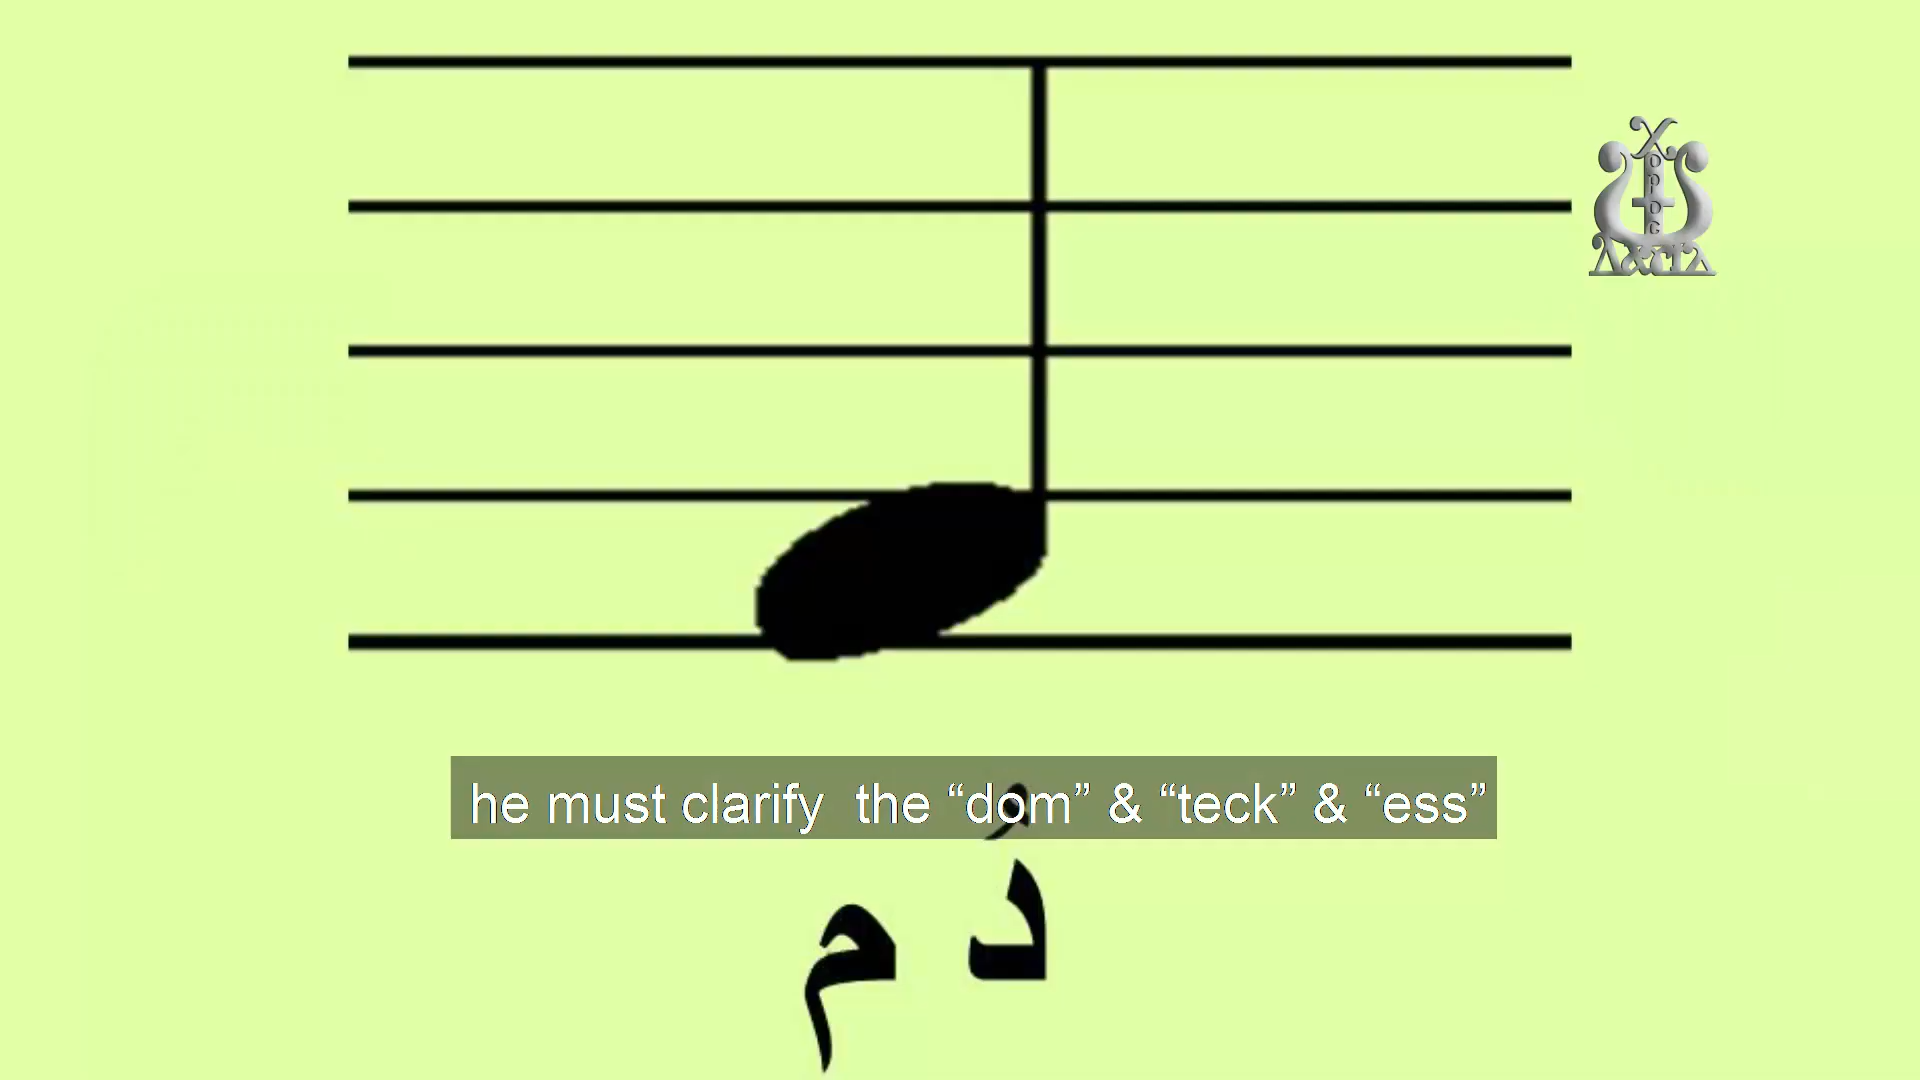 he must clarify  the “dom” & “teck” & “ess”
دُ م